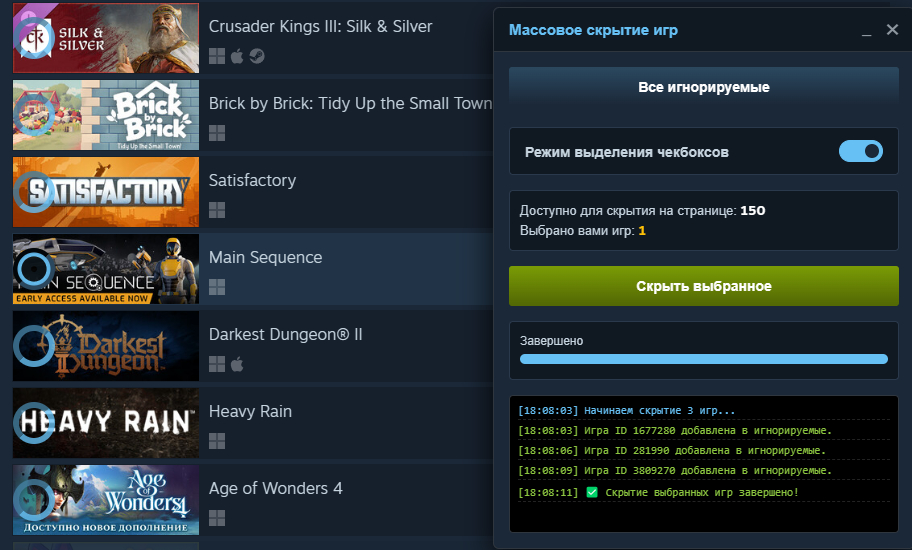 SILK &
SILVER
Crusader Kings III: Silk & Silver
Brick
by
Brick
Tidy Up the Small Town!
Brick by Brick: Tidy Up the Small Town
SATISFACTORY
Satisfactory
SEQUENCE
EARLY ACCESS AVAILABLE NOW
Main Sequence
Darkest
Dungeon
Darkest Dungeon® II
HEAVY RAIN™
Heavy Rain
Age
of
Wonders4
ДОСТУПНО НОВОЕ ДОПОЛНЕНИЕ
Age of Wonders 4
Массовое скрытие игр
Все игнорируемые
Режим выделения чекбоксов
Доступно для скрытия на странице: 150
Выбрано вами игр: 1
Скрыть выбранное
Завершено
[18:08:03] Начинаем скрытие 3 игр...
[18:08:03] Игра ID 1677280 добавлена в игнорируемые.
[18:08:06] Игра ID 281990 добавлена в игнорируемые.
[18:08:09] Игра ID 3809270 добавлена в игнорируемые.
[18:08:11] ✅ Скрытие выбранных игр завершено!